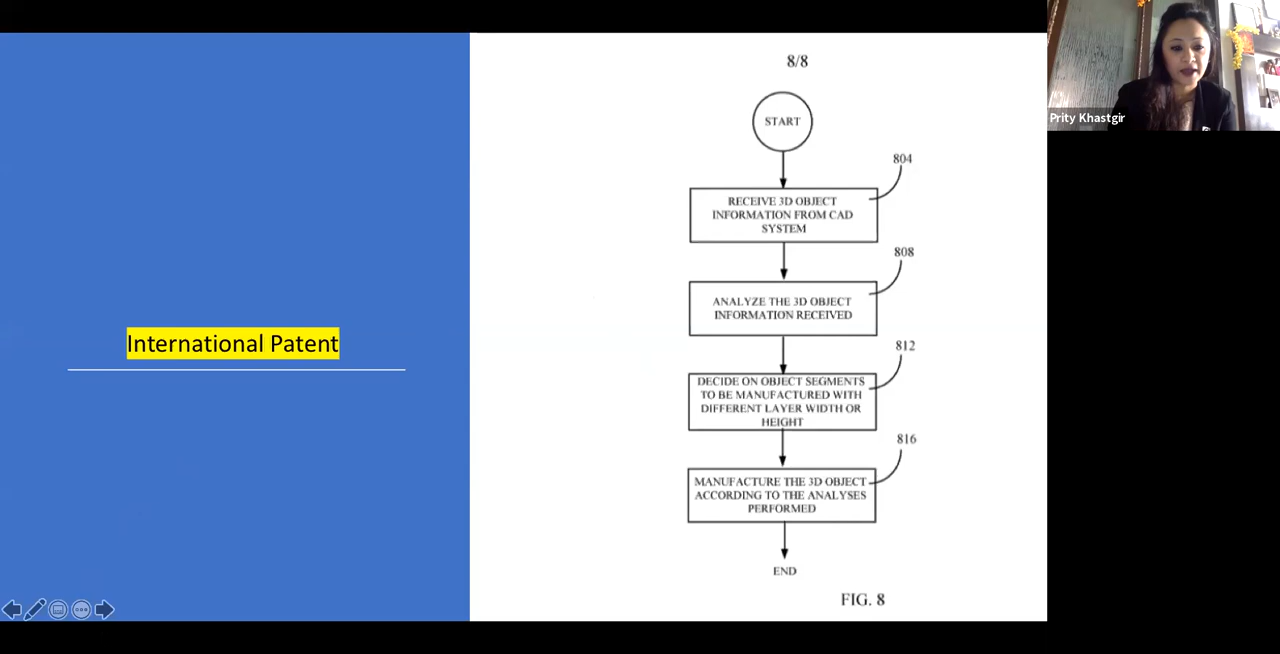 International Patent
8/8
START
804
RECEIVE 3D OBJECT
INFORMATION FROM CAD
SYSTEM
808
ANALYZE THE 3D OBJECT
INFORMATION RECEIVED
812
DECIDE ON OBJECT SEGMENTS
TO BE MANUFACTURED WITH
DIFFERENT LAYER WIDTH OR
HEIGHT
816
MANUFACTURE THE 3D OBJECT
ACCORDING TO THE ANALYSES
PERFORMED
END
FIG. 8
Prity Khastgir